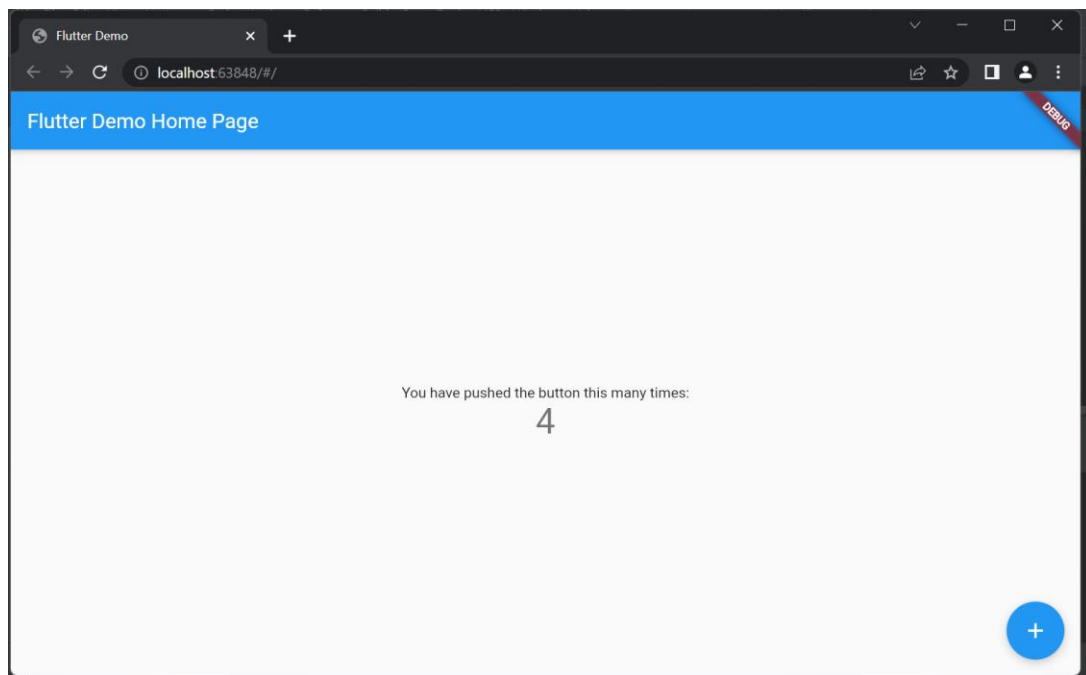 Flutter Demo
localhost:63848/#/
Flutter Demo Home Page
DEBUG
You have pushed the button this many times:
4